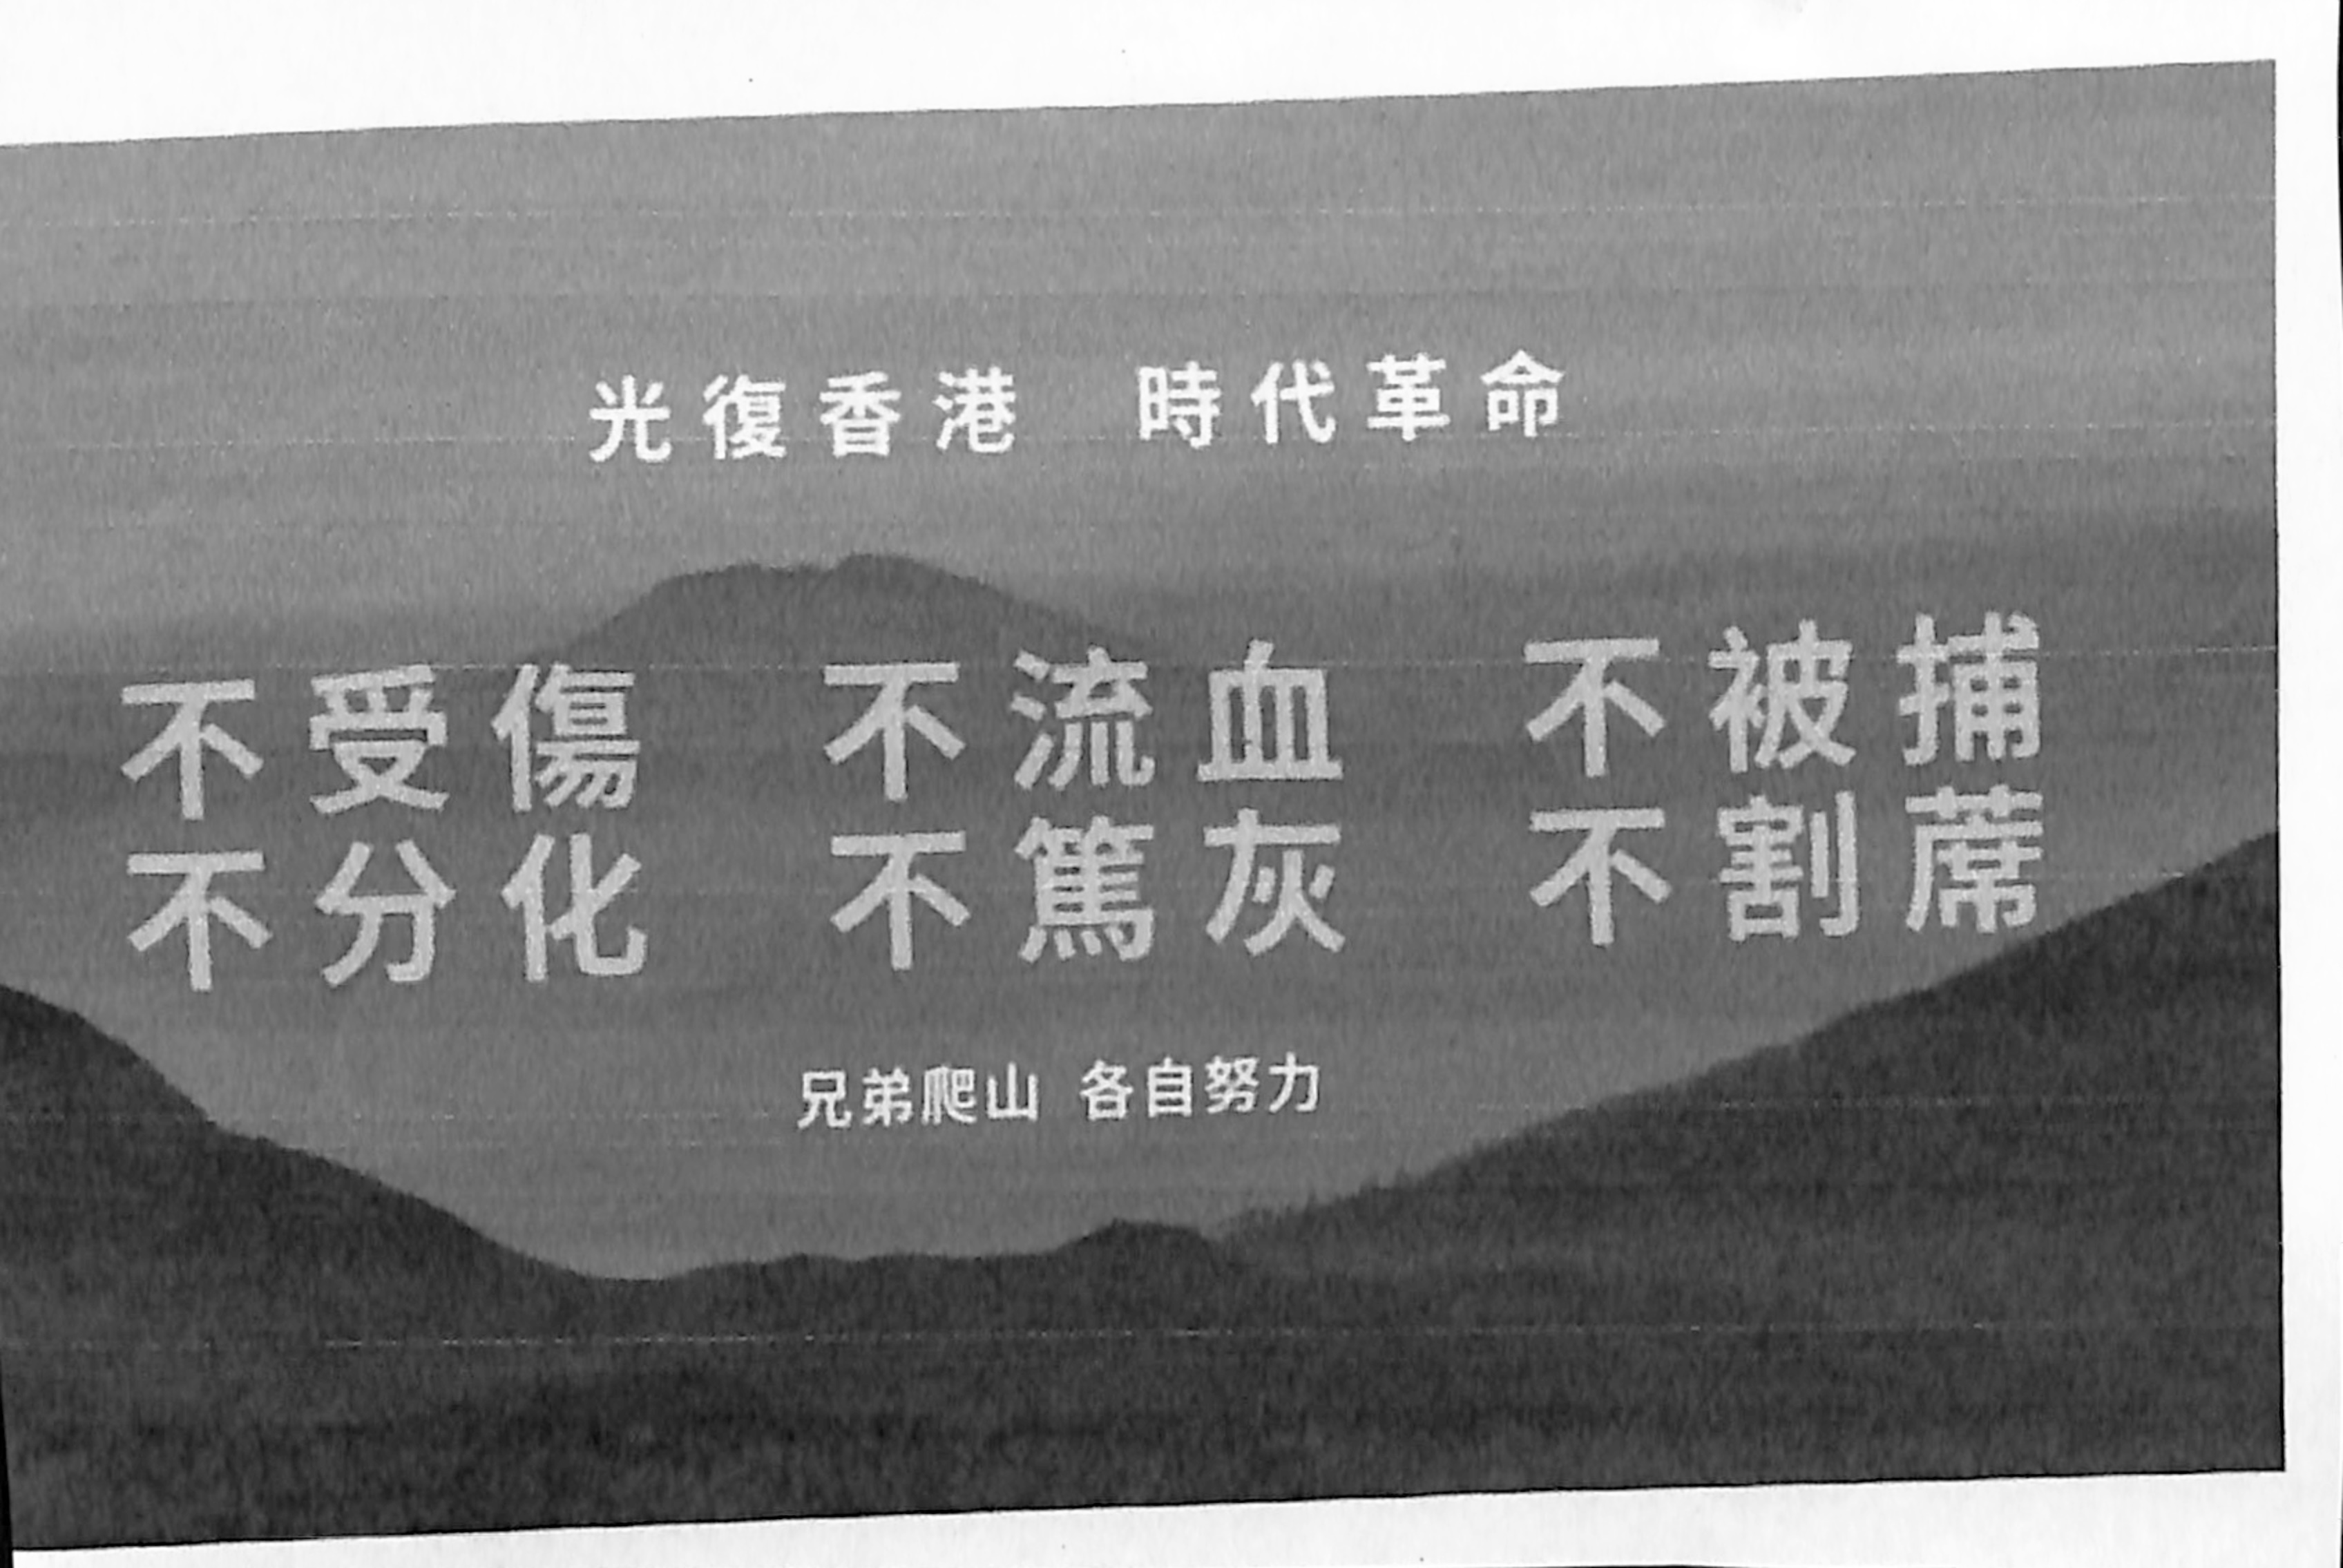 光復香港 時代革命
不受傷 不流血 不被捕
不分化 不篤灰 不割蓆
兄弟爬山 各自努力